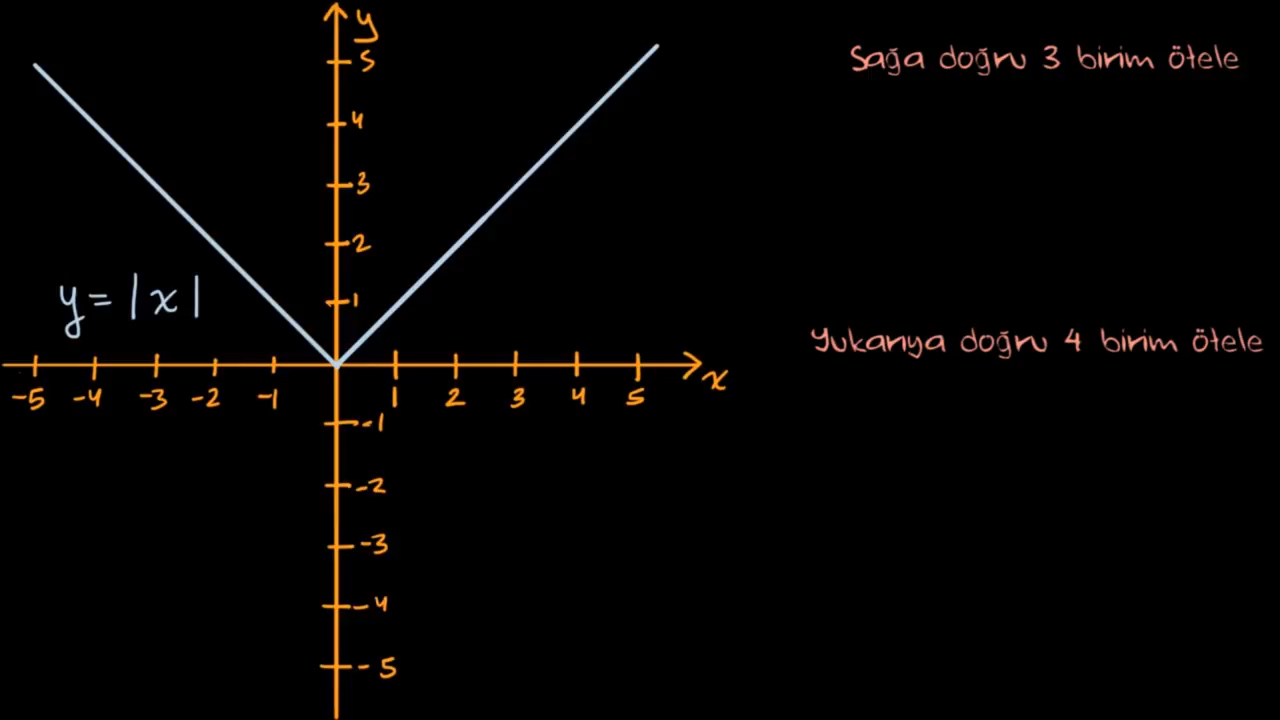 y
5
Sağa doğru 3 birim ötele
4
3
2
y = |x|
1
Yukarıya doğru 4 birim ötele
-5 -4 -3 -2 -1 1 2 3 4 5 x
-1
-2
-3
-4
-5